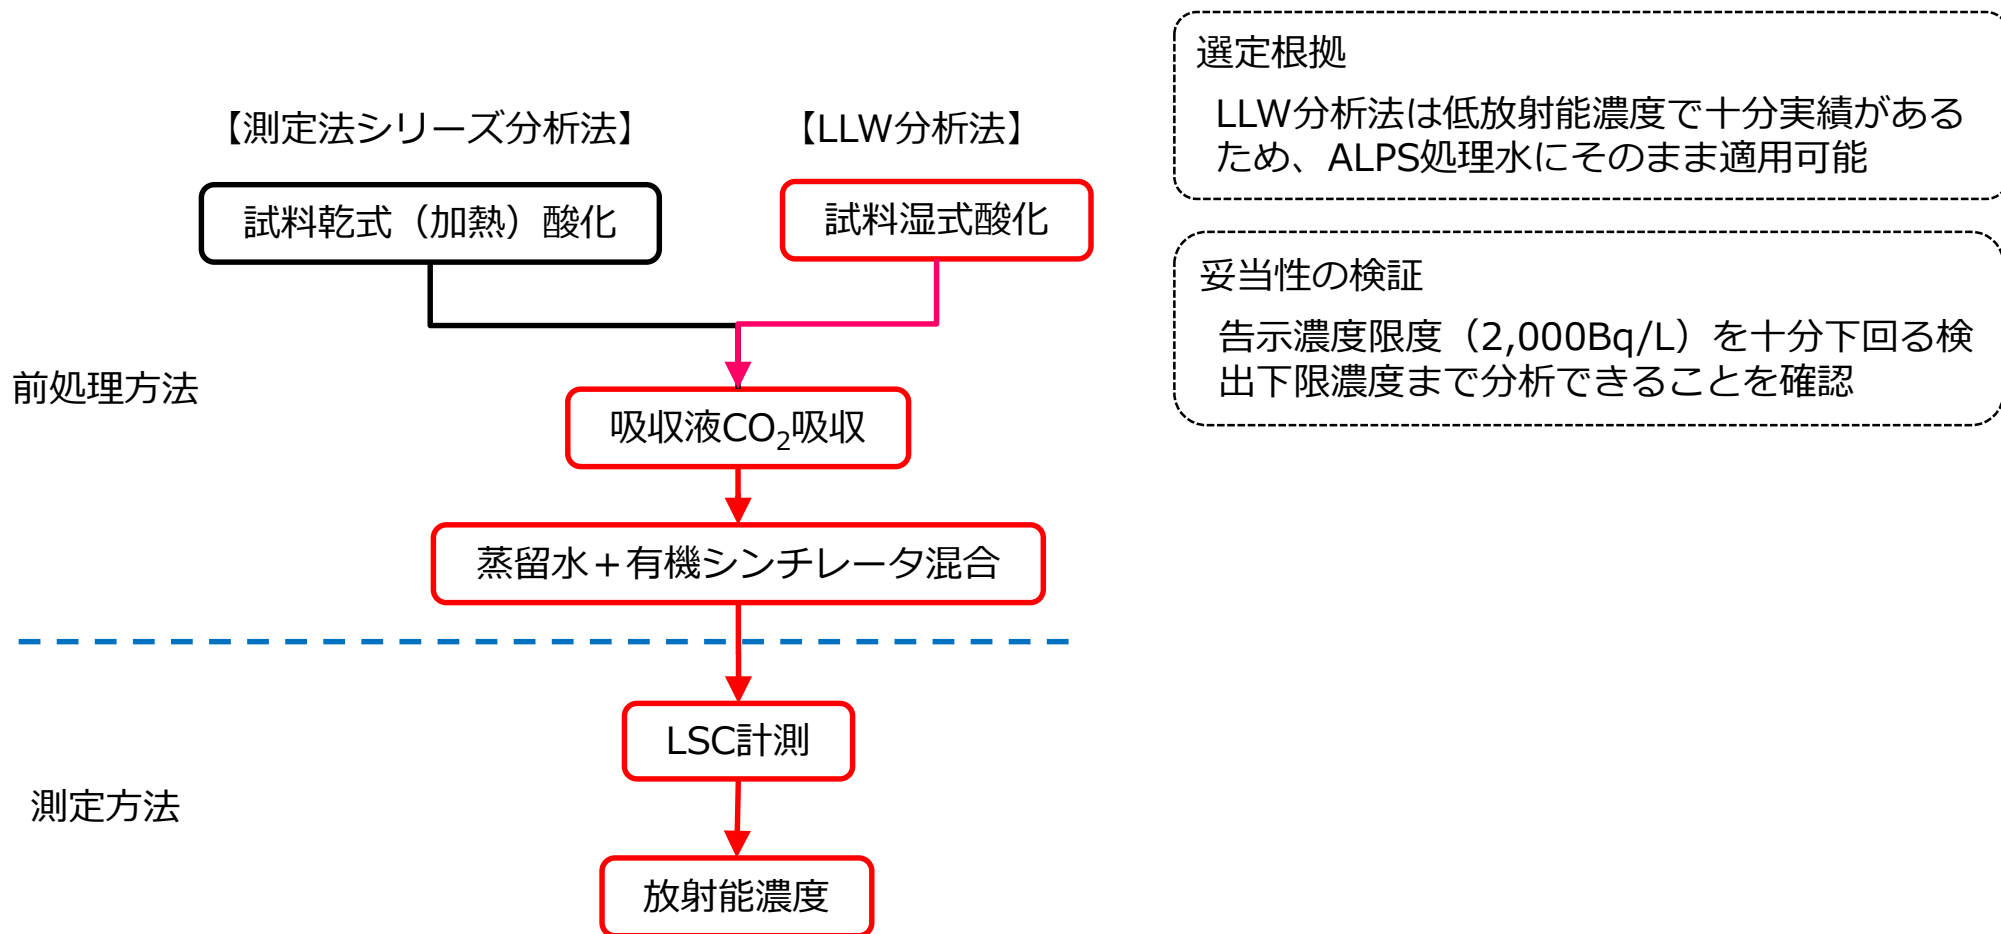 【測定法シリーズ分析法】
【LLW分析法】
試料乾式（加熱）酸化
試料湿式酸化
前処理方法
吸収液CO₂吸収
蒸留水＋有機シンチレータ混合
LSC計測
測定方法
放射能濃度
選定根拠
LLW分析法は低放射能濃度で十分実績がある
ため、ALPS処理水にそのまま適用可能
妥当性の検証
告示濃度限度（2,000Bq/L）を十分下回る検
出下限濃度まで分析できることを確認